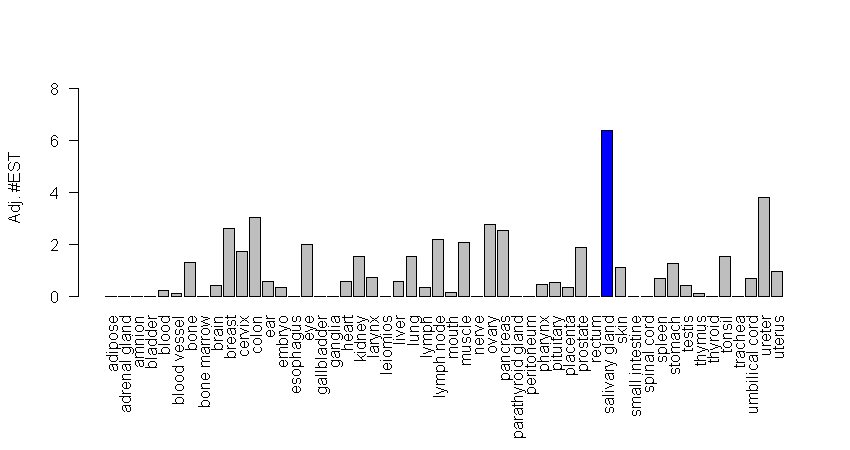 Adj. #EST
8
6
4
2
0
adipose
adrenal gland
amnion
bladder
blood
blood vessel
bone
bone marrow
brain
breast
cervix
colon
ear
embryo
esophagus
eye
gallbladder
ganglia
heart
kidney
larynx
leiomios
liver
lung
lymph
lymph node
mouth
muscle
nerve
ovary
pancreas
parathyroid gland
peritoneum
pharynx
pituitary
placenta
prostate
rectum
salivary gland
skin
small intestine
spinal cord
spleen
stomach
testis
thymus
thyroid
tonsil
trachea
umbilical cord
ureter
uterus